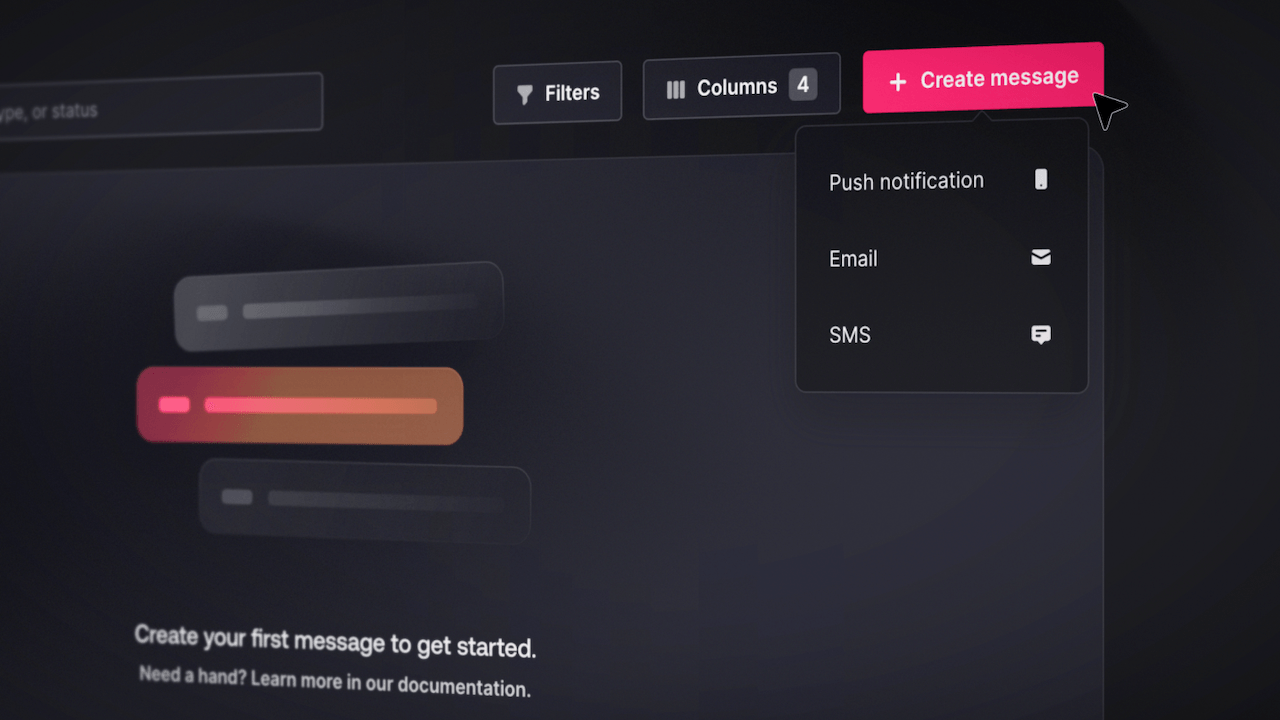 ype, or status
Filters
Columns 4
+ Create message
Push notification
Email
SMS
Create your first message to get started.
Need a hand? Learn more in our documentation.